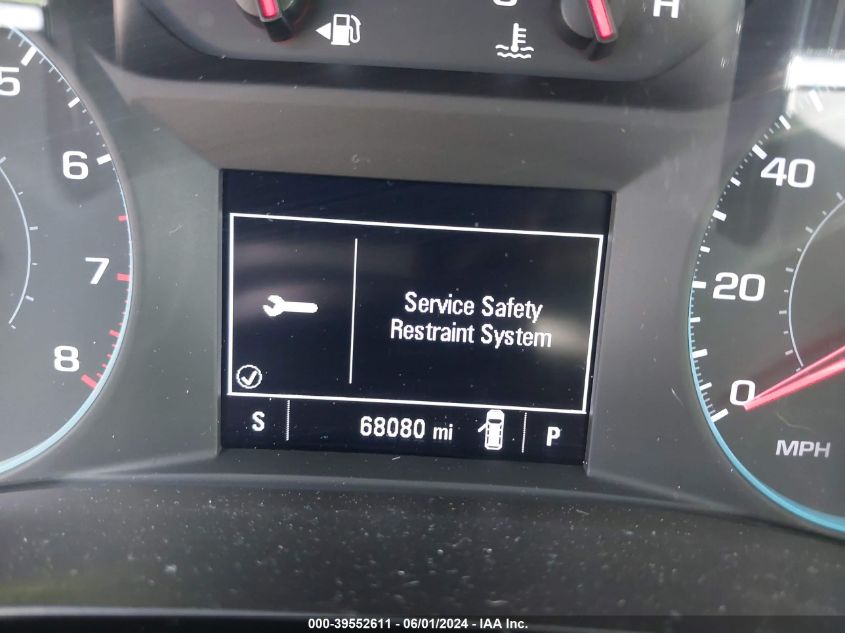 H
5
6
7
8
40
20
0
MPH
Service Safety
Restraint System
S 68080 mi P
000-39552611 - 06/01/2024 - IAA Inc.